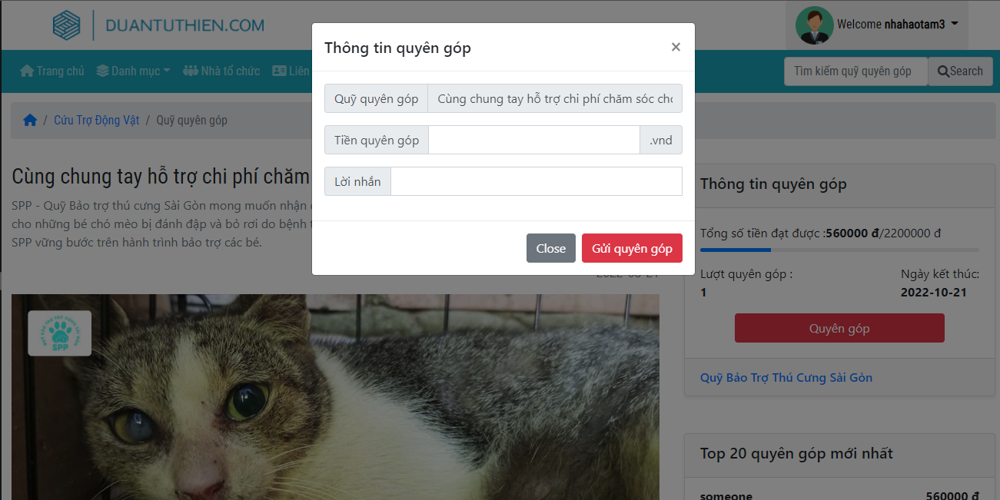 DUANTUTHIEN.COM
Welcome nhahaotam3
Trang chủ Danh mục Nhà tổ chức Liên
Tìm kiếm quỹ quyên góp Search
/ Cứu Trợ Động Vật / Quỹ quyên góp
Thông tin quyên góp ×
Quỹ quyên góp Cùng chung tay hỗ trợ chi phí chăm sóc
Tiền quyên góp .vnd
Lời nhắn
Close Gửi quyên góp
Cùng chung tay hỗ trợ chi phí chăm
SPP - Quỹ Bảo trợ thú cưng Sài Gòn mong muốn nhận
cho những bé chó mèo bị đánh đập và bỏ rơi do bệnh
SPP vững bước trên hành trình bảo trợ các bé.
SPP
Thông tin quyên góp
Tổng số tiền đạt được :560000 đ/2200000 đ
Lượt quyên góp : Ngày kết thúc:
1 2022-10-21
Quyên góp
Quỹ Bảo Trợ Thú Cưng Sài Gòn
Top 20 quyên góp mới nhất
someone 560000 đ